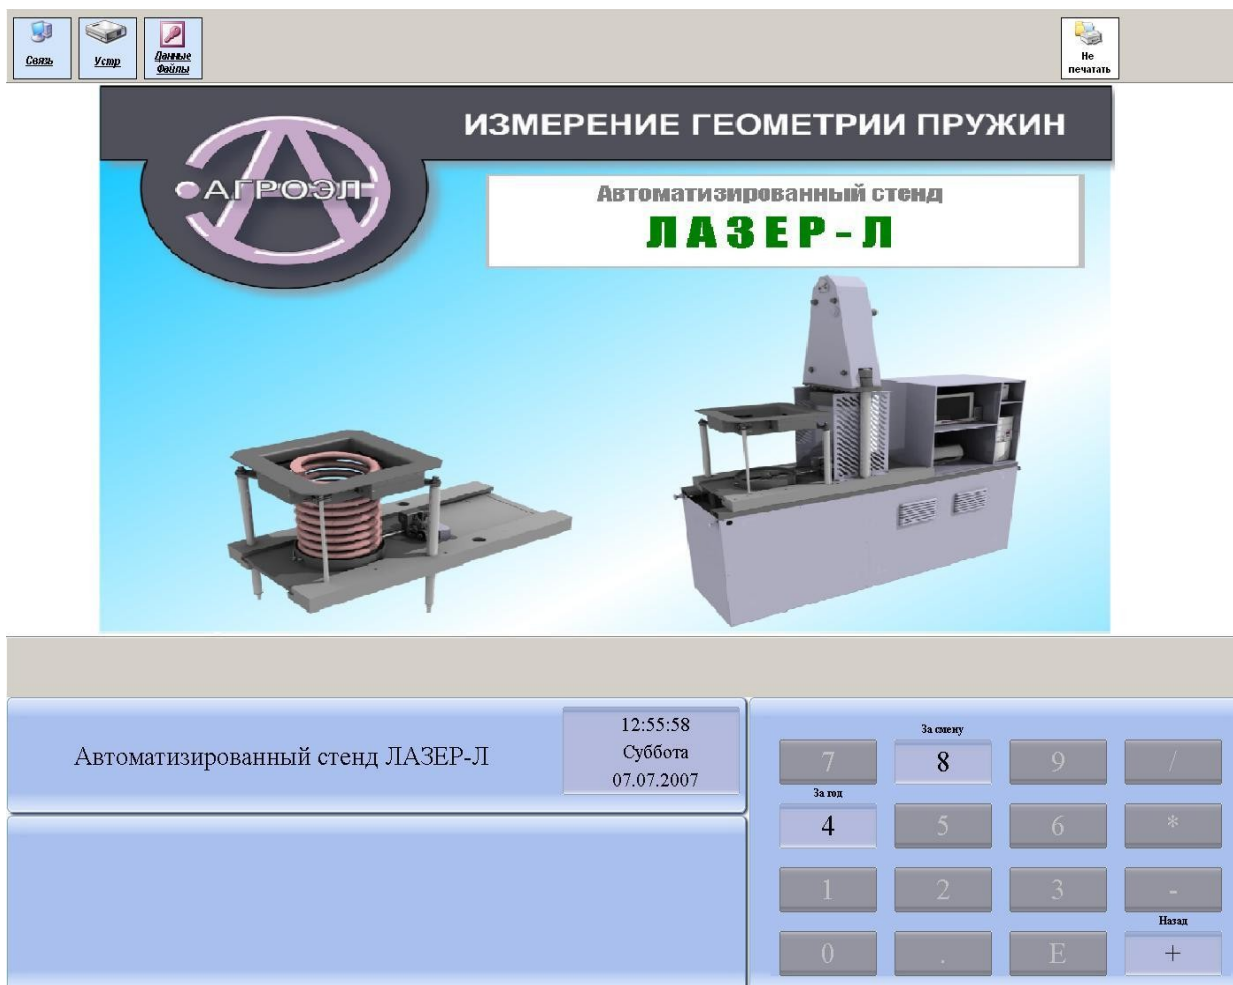 Связь
Устр
Данные
Файлы
Не
печатать
ИЗМЕРЕНИЕ ГЕОМЕТРИИ ПРУЖИН
АГРОЭЛ
Автоматизированный стенд
ЛАЗЕР-Л
Автоматизированный стенд ЛАЗЕР-Л
12:55:58
Суббота
07.07.2007
За смену
7 8 9 /
За год
4 5 6 *
1 2 3 -
Назад
0 . E +